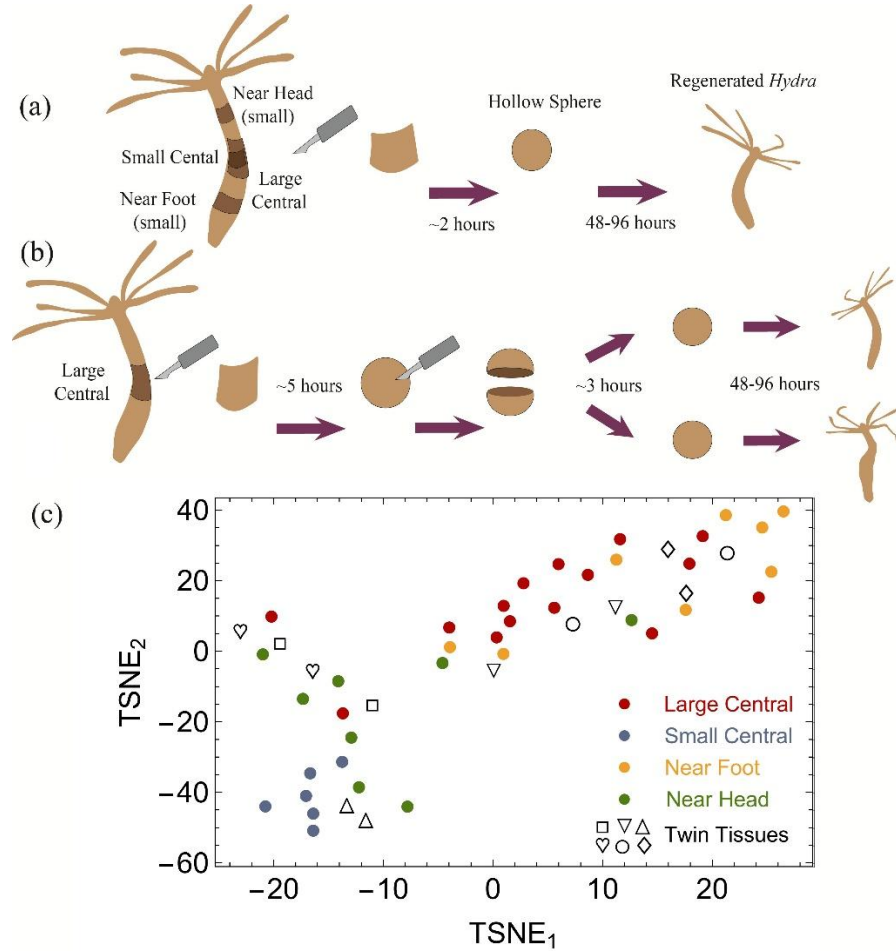 (a)
Near Head
(small)
Small Cental
Large
Central
Near Foot
(small)
Hollow Sphere
Regenerated Hydra
~2 hours
48-96 hours
(b)
Large
Central
~5 hours
~3 hours
48-96 hours
(c)
TSNE2
40
20
0
−20
−40
−60
−20
−10
0
10
20
TSNE1
Large Central
Small Central
Near Foot
Near Head
Twin Tissues